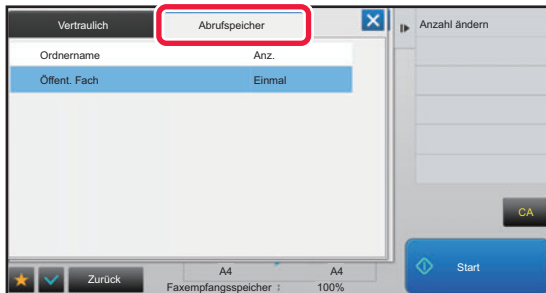 Vertraulich
Abrufspeicher
Anzahl ändern
Ordnername Anz.
Öffent. Fach Einmal
CA
Start
Zurück
A4 A4
Faxempfangsspeicher : 100%